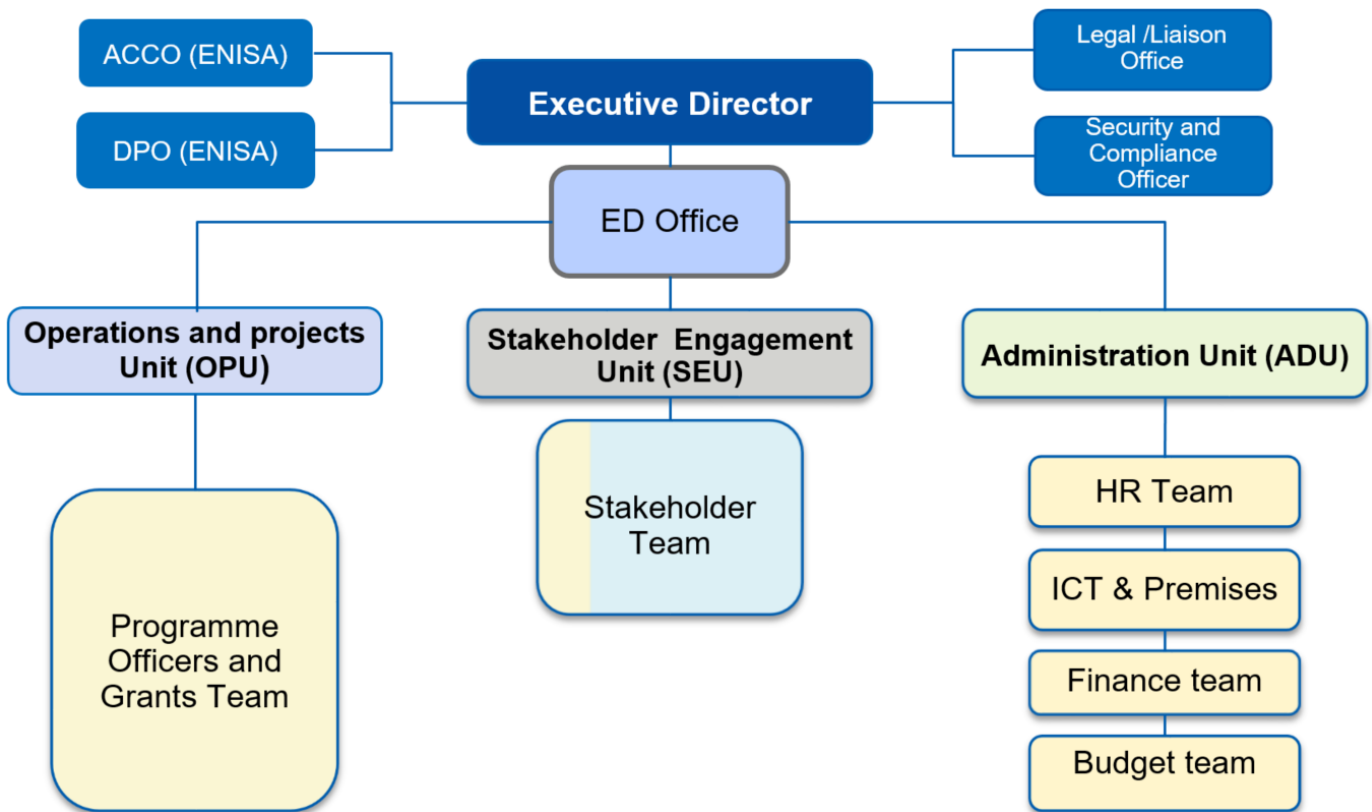 ACCO (ENISA)
DPO (ENISA)
Executive Director
Legal /Liaison
Office
Security and
Compliance
Officer
ED Office
Operations and projects
Unit (OPU)
Stakeholder Engagement
Unit (SEU)
Administration Unit (ADU)
Programme
Officers and
Grants Team
Stakeholder
Team
HR Team
ICT & Premises
Finance team
Budget team